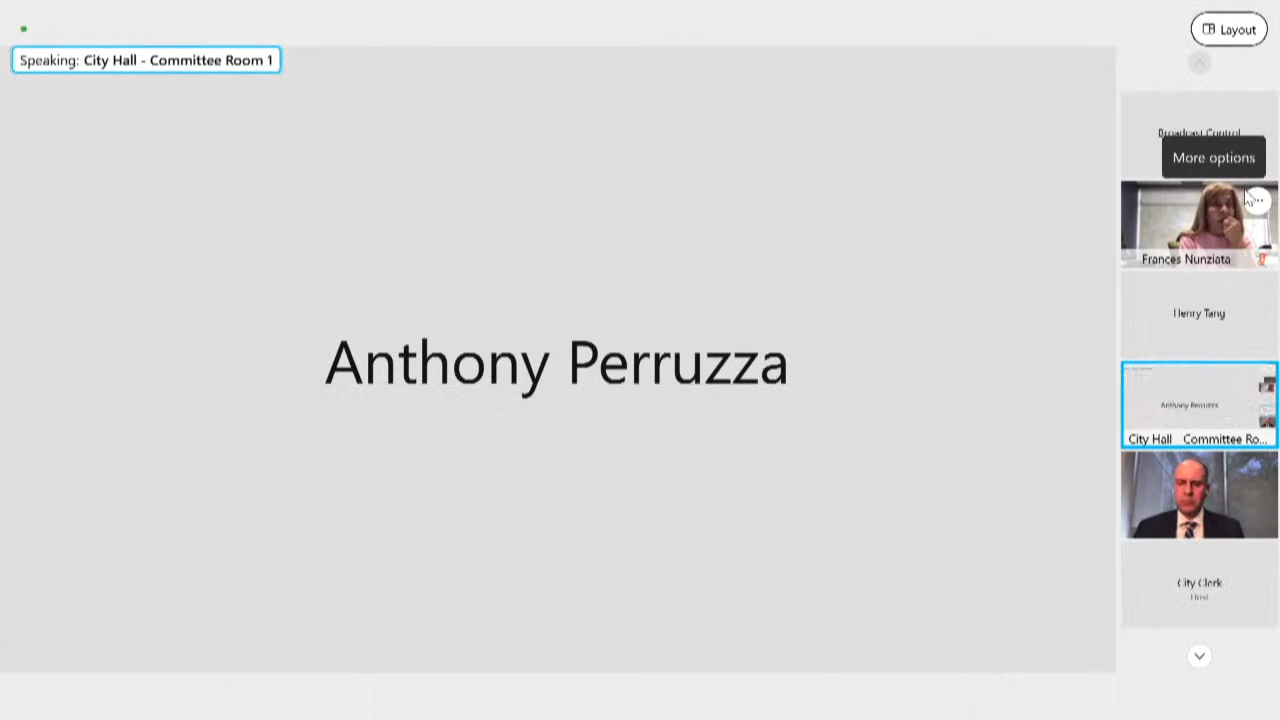 Layout
Speaking: City Hall - Committee Room 1
Broadcast Control
More options
Frances Nunziata
Henry Tang
Anthony Perruzza
Anthony Perruzza
City Hall Committee Ro...
City Clerk
Host